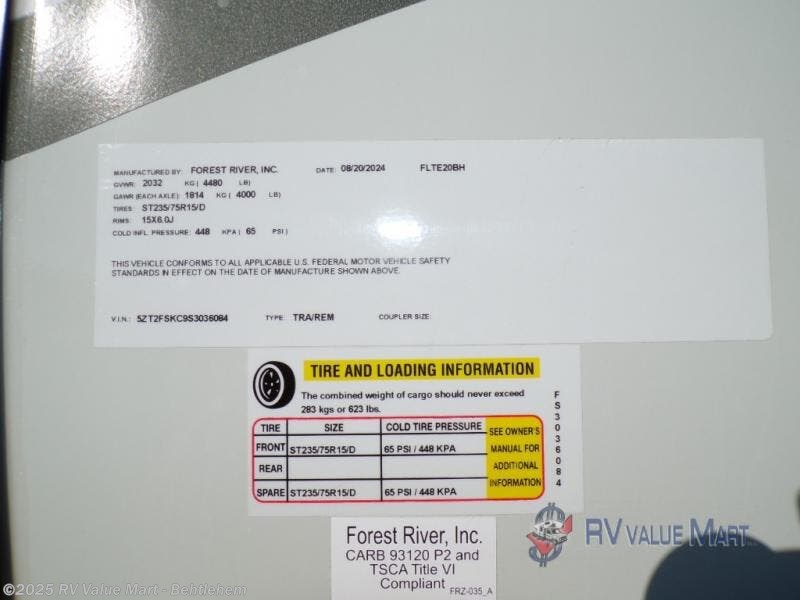 MANUFACTURED BY: FOREST RIVER, INC. DATE: 08/20/2024 FLTE20BH
GVWR: 2032 KG ( 4480 LB)
GAWR (EACH AXLE): 1814 KG ( 4000 LB)
TIRES: ST235/75R15/D
RIMS: 15X6.0J
COLD INFL. PRESSURE: 448 KPA ( 65 PSI )
THIS VEHICLE CONFORMS TO ALL APPLICABLE U.S. FEDERAL MOTOR VEHICLE SAFETY
STANDARDS IN EFFECT ON THE DATE OF MANUFACTURE SHOWN ABOVE.
V.I.N.: 5ZT2FSKC9S3036084 TYPE: TRA/REM COUPLER SIZE:
TIRE AND LOADING INFORMATION
The combined weight of cargo should never exceed
283 kgs or 623 lbs.
TIRE SIZE COLD TIRE PRESSURE
FRONT ST235/75R15/D 65 PSI / 448 KPA
REAR
SPARE ST235/75R15/D 65 PSI / 448 KPA
SEE OWNER'S
MANUAL FOR
ADDITIONAL
INFORMATION
FS3036084
Forest River, Inc.
CARB 93120 P2 and
TSCA Title VI
Compliant
FRZ-035_A
RV VALUE MART
©2025 RV Value Mart - Behtlehem